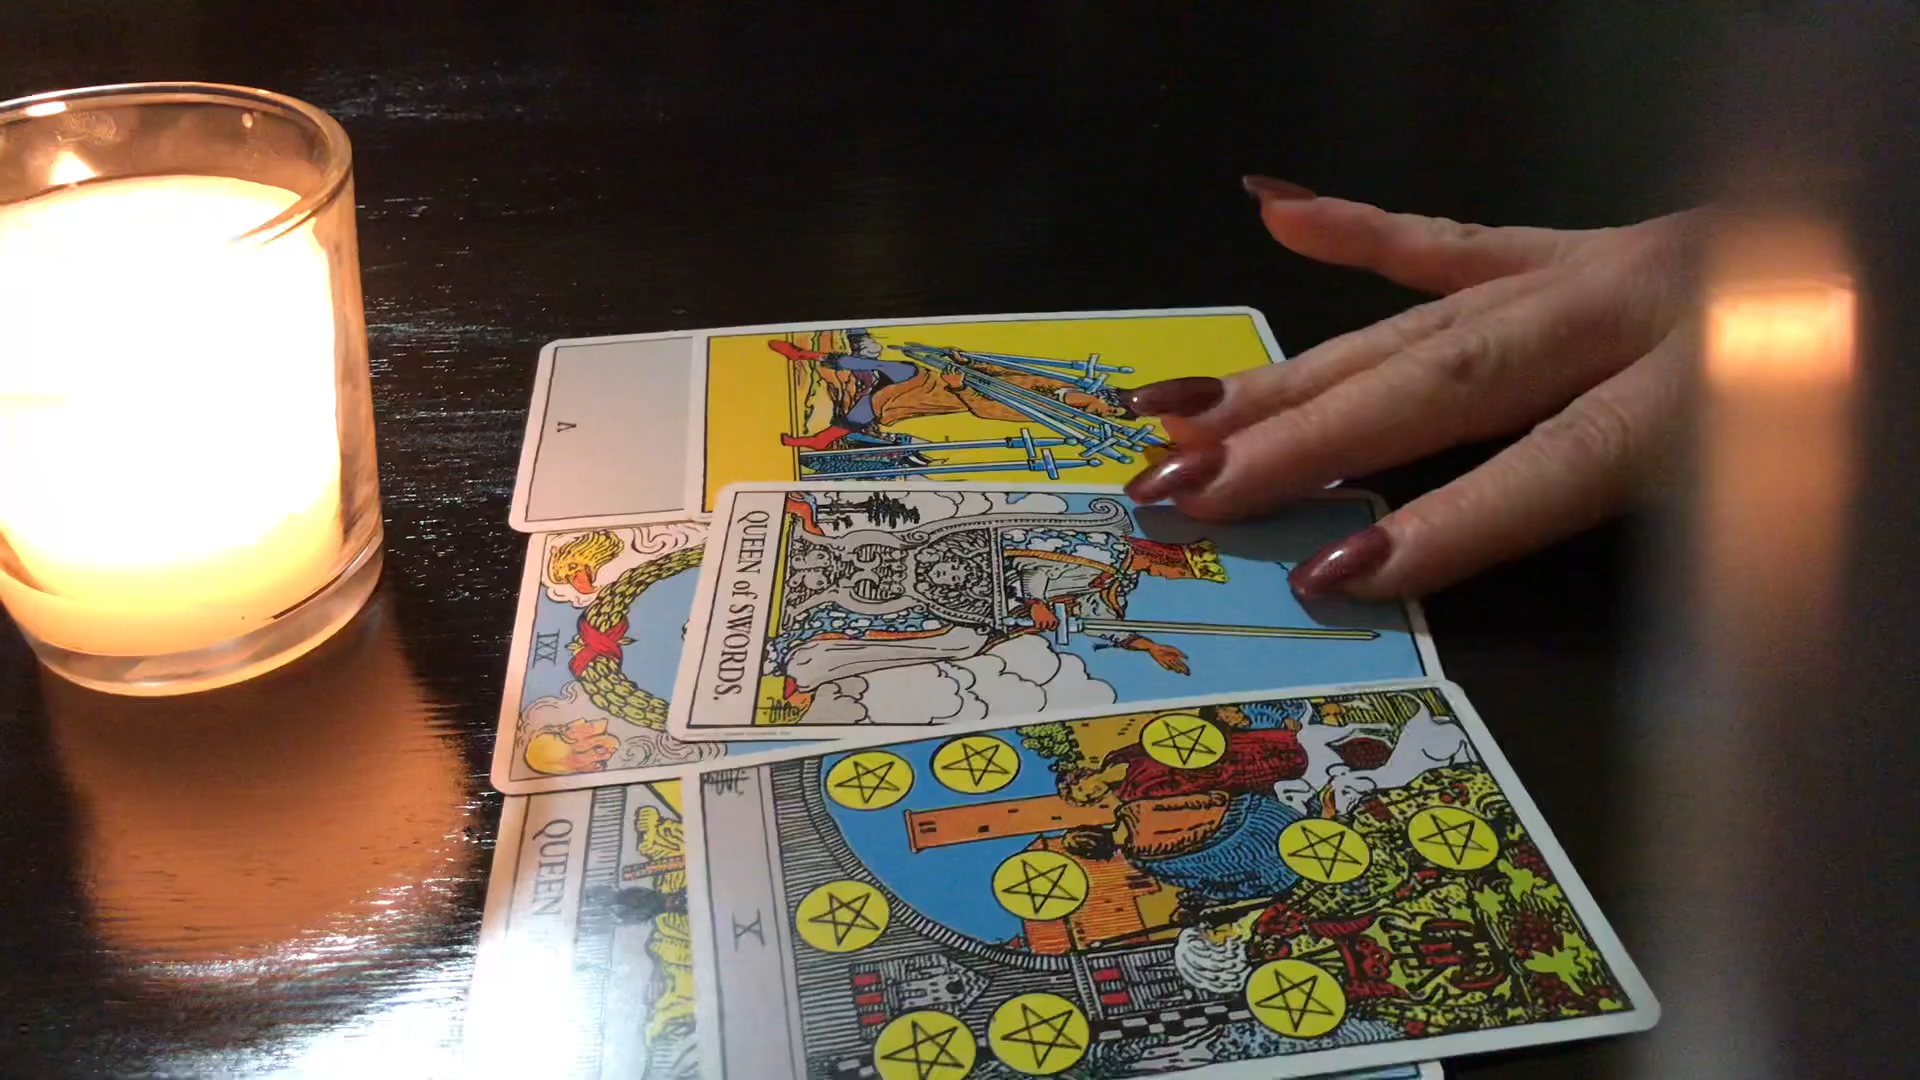 V
XXI
QUEEN of SWORDS.
X
QUEEN